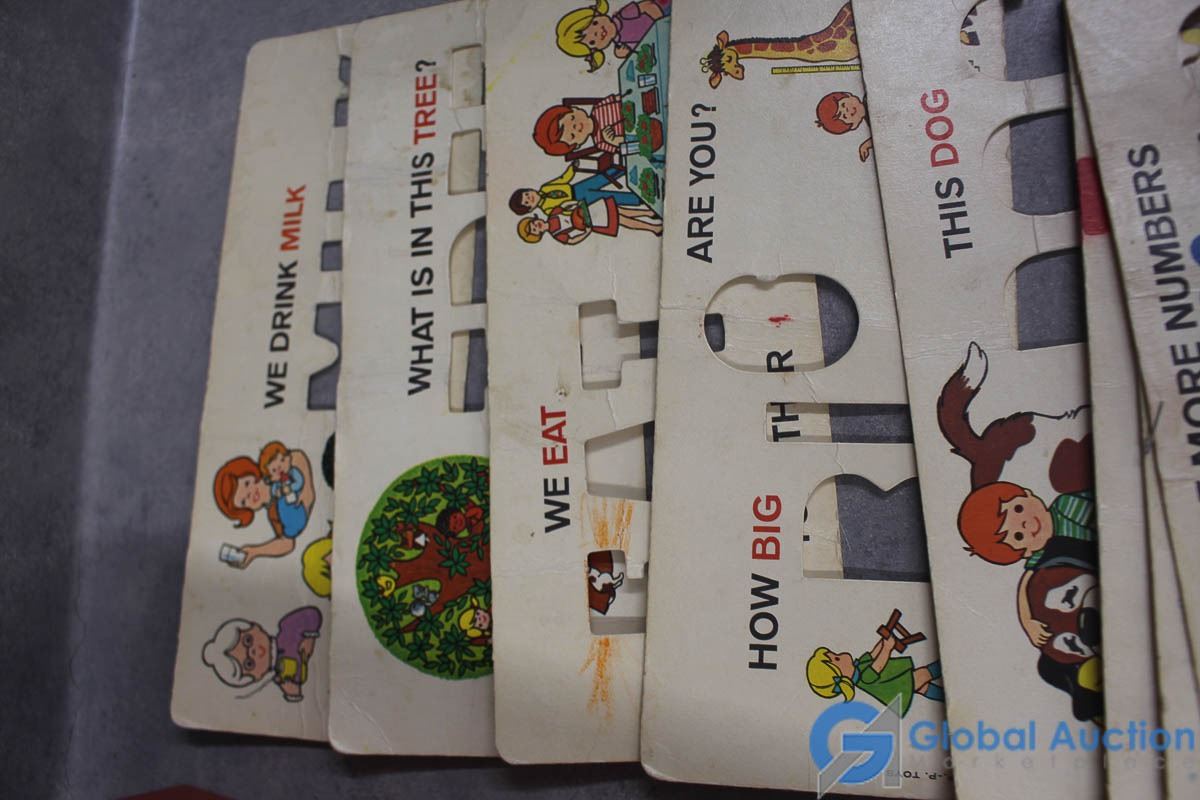 WE DRINK MILK
WHAT IS IN THIS TREE?
WE EAT
HOW BIG ARE YOU?
THIS DOG
MORE NUMBERS
Global Auction
Marketplace